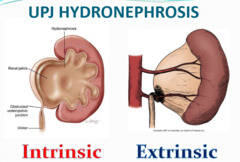 UPJ HYDRONEPHROSIS
Hydronephrosis
Renal pelvis
Obstructed
ureteropelvic
junction
Ureter
Intrinsic
Extrinsic